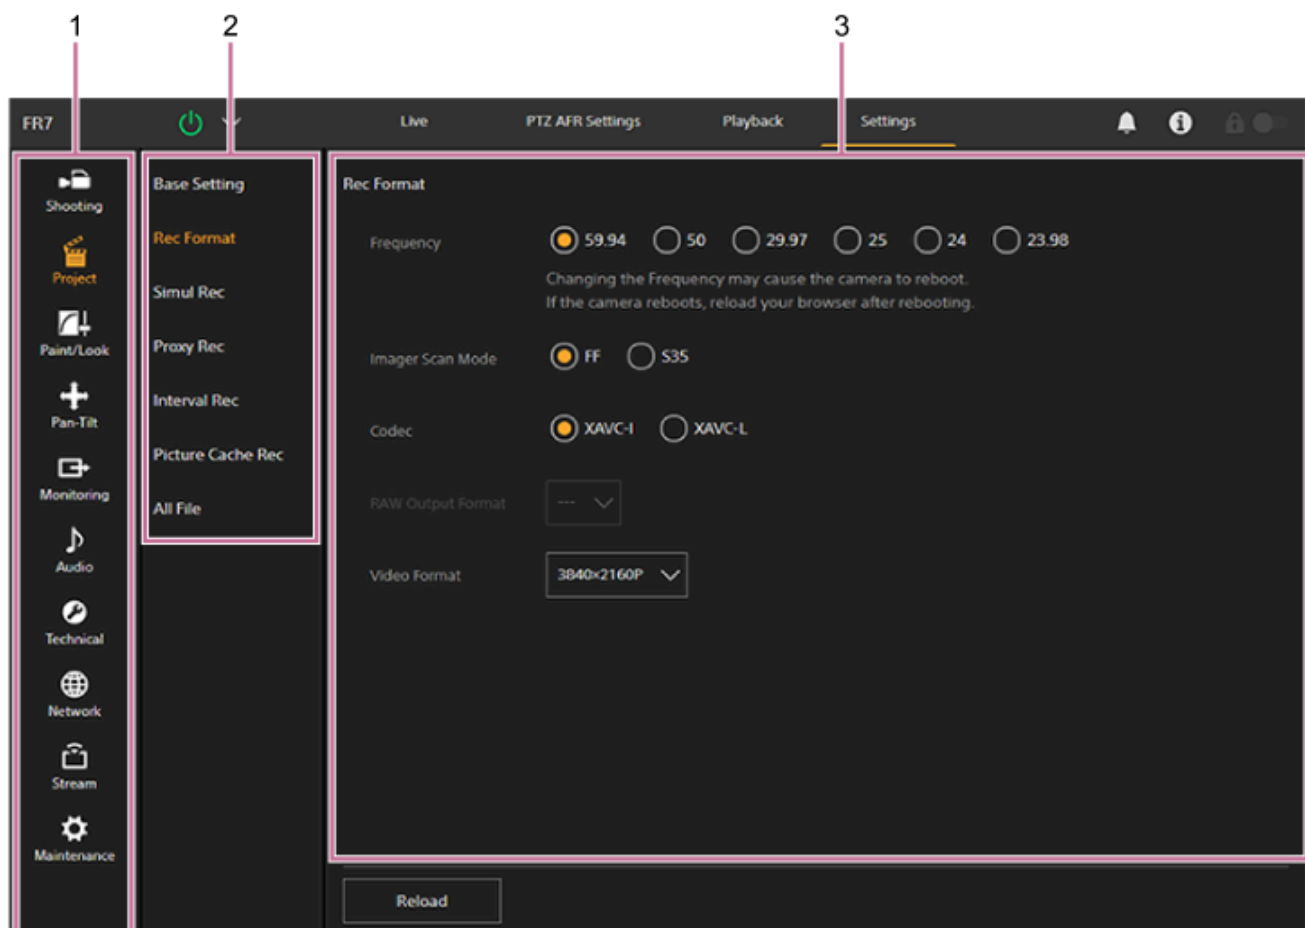 1 2 3
FR7 Live PTZ AFR Settings Playback Settings
Shooting
Project
Paint/Look
Pan-Tilt
Monitoring
Audio
Technical
Network
Stream
Maintenance
Base Setting
Rec Format
Simul Rec
Proxy Rec
Interval Rec
Picture Cache Rec
All File
Rec Format
Frequency 59.94 50 29.97 25 24 23.98
Changing the Frequency may cause the camera to reboot.
If the camera reboots, reload your browser after rebooting.
Imager Scan Mode FF S35
Codec XAVC-I XAVC-L
RAW Output Format ---
Video Format 3840×2160P
Reload